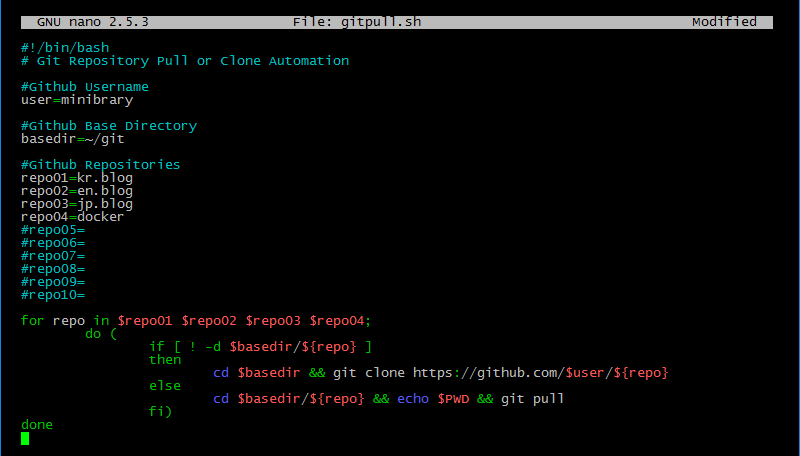 GNU nano 2.5.3 File: gitpull.sh Modified
#!/bin/bash
# Git Repository Pull or Clone Automation
#Github Username
user=minibrary
#Github Base Directory
basedir=~/git
#Github Repositories
repo01=kr.blog
repo02=en.blog
repo03=jp.blog
repo04=docker
#repo05=
#repo06=
#repo07=
#repo08=
#repo09=
#repo10=
for repo in $repo01 $repo02 $repo03 $repo04;
do (
if [ ! -d $basedir/${repo} ]
then
cd $basedir && git clone https://github.com/$user/${repo}
else
cd $basedir/${repo} && echo $PWD && git pull
fi)
done